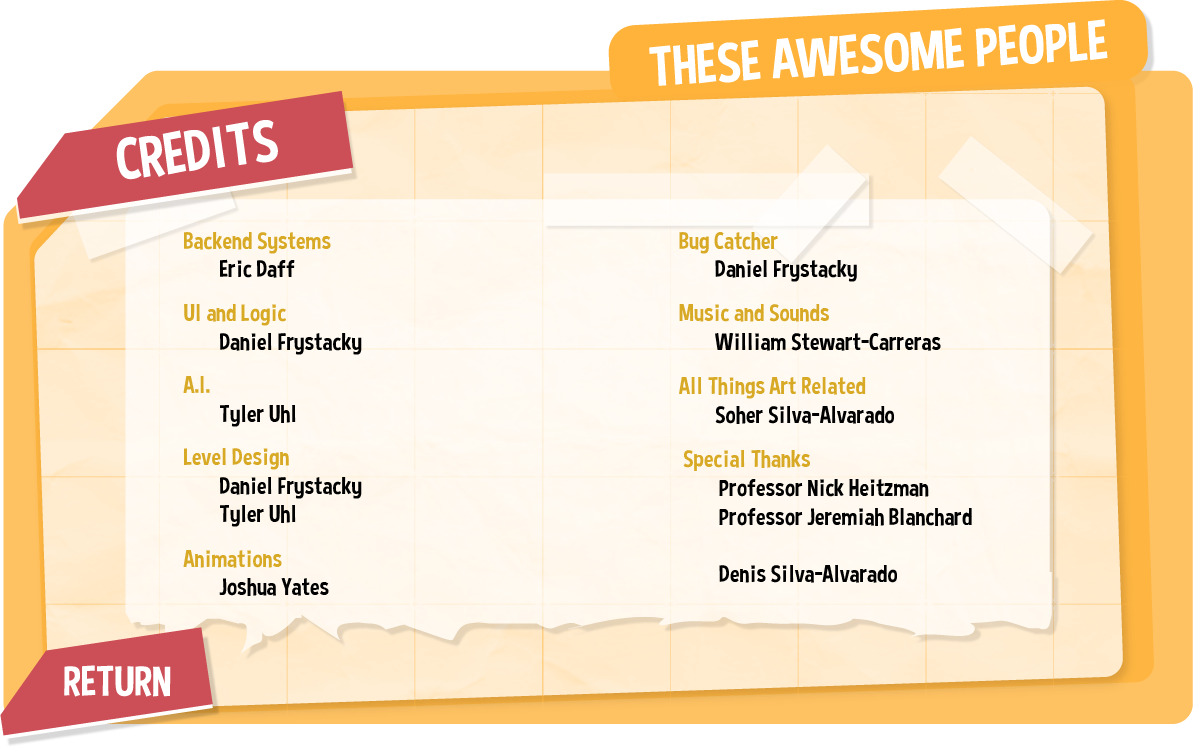 THESE AWESOME PEOPLE
CREDITS
Backend Systems
Eric Daff
UI and Logic
Daniel Frystacky
A.I.
Tyler Uhl
Level Design
Daniel Frystacky
Tyler Uhl
Animations
Joshua Yates
Bug Catcher
Daniel Frystacky
Music and Sounds
William Stewart-Carreras
All Things Art Related
Soher Silva-Alvarado
Special Thanks
Professor Nick Heitzman
Professor Jeremiah Blanchard
Denis Silva-Alvarado
RETURN